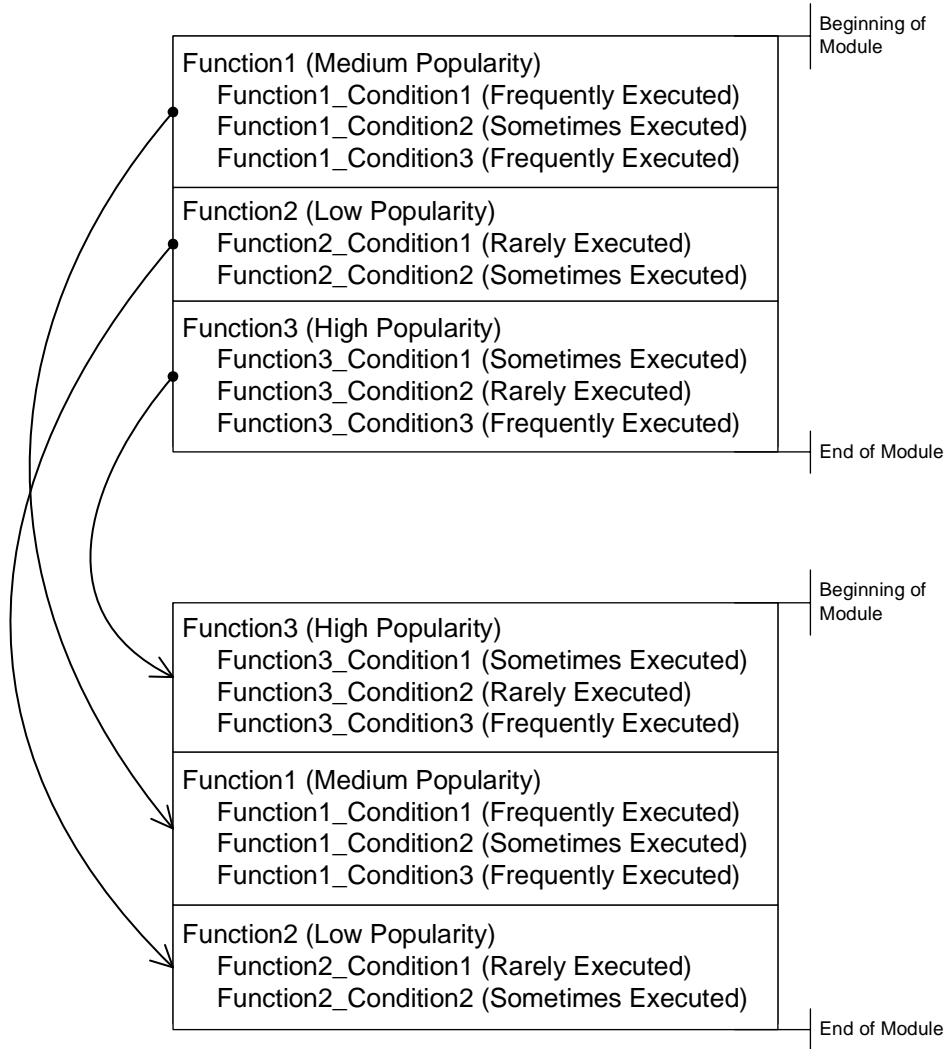 Beginning of
Module
Function1 (Medium Popularity)
Function1_Condition1 (Frequently Executed)
Function1_Condition2 (Sometimes Executed)
Function1_Condition3 (Frequently Executed)
Function2 (Low Popularity)
Function2_Condition1 (Rarely Executed)
Function2_Condition2 (Sometimes Executed)
Function3 (High Popularity)
Function3_Condition1 (Sometimes Executed)
Function3_Condition2 (Rarely Executed)
Function3_Condition3 (Frequently Executed)
End of Module
Beginning of
Module
Function3 (High Popularity)
Function3_Condition1 (Sometimes Executed)
Function3_Condition2 (Rarely Executed)
Function3_Condition3 (Frequently Executed)
Function1 (Medium Popularity)
Function1_Condition1 (Frequently Executed)
Function1_Condition2 (Sometimes Executed)
Function1_Condition3 (Frequently Executed)
Function2 (Low Popularity)
Function2_Condition1 (Rarely Executed)
Function2_Condition2 (Sometimes Executed)
End of Module